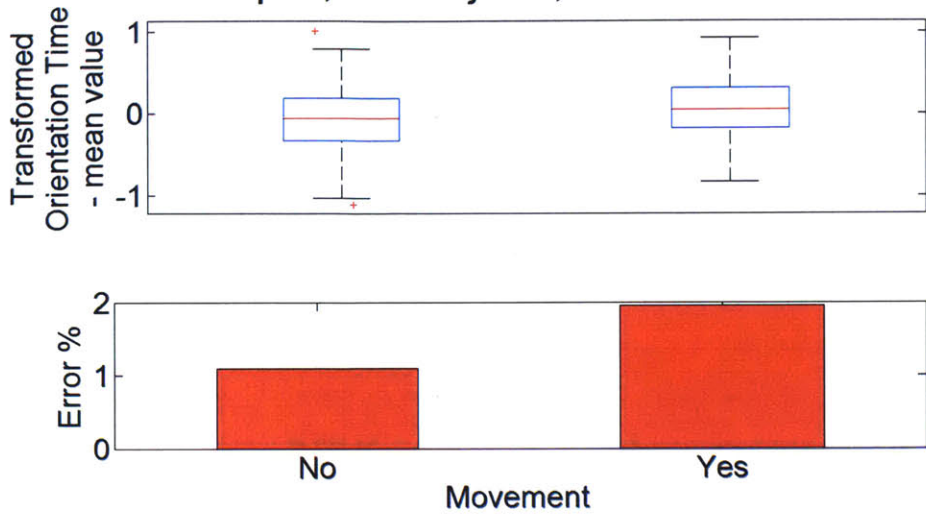 1
0
-1
Transformed
Orientation Time
- mean value
2
1
0
Error %
No
Yes
Movement